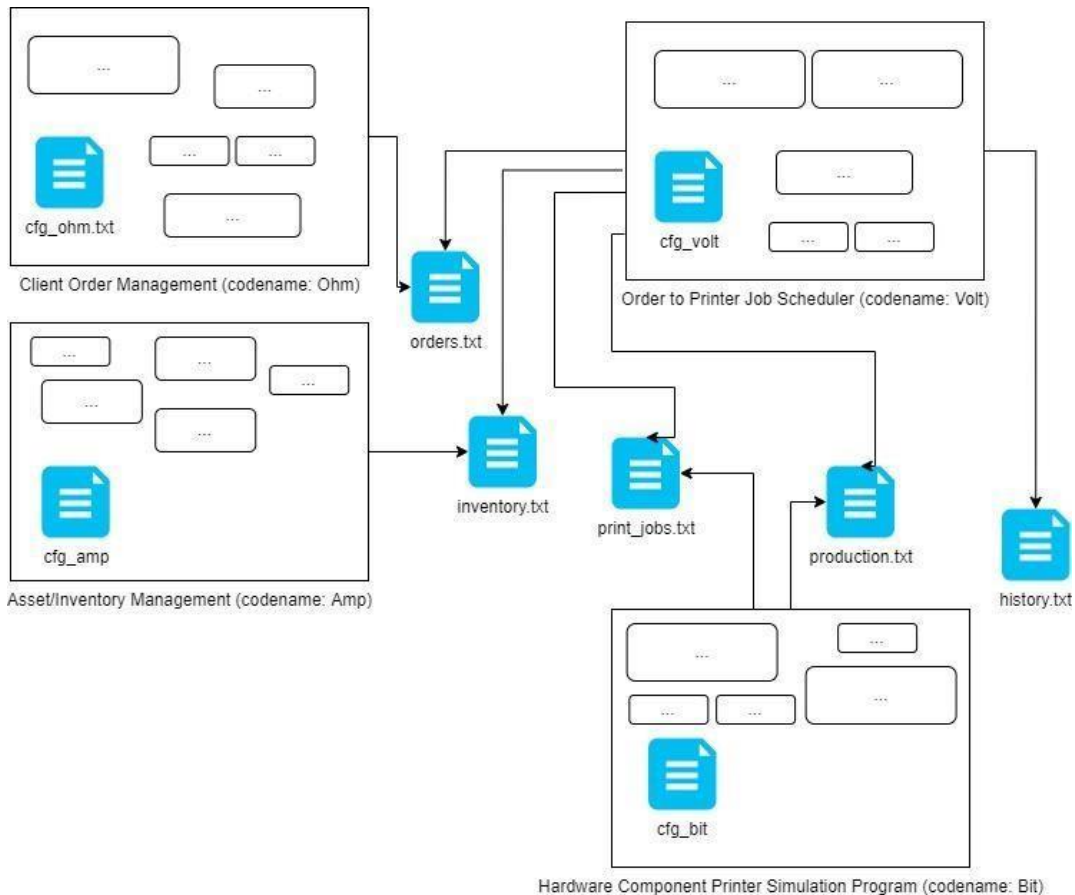 ...
...
... ...
...
cfg_ohm.txt
Client Order Management (codename: Ohm)
... ...
...
... ...
cfg_volt
Order to Printer Job Scheduler (codename: Volt)
orders.txt
...
...
...
...
...
cfg_amp
Asset/Inventory Management (codename: Amp)
inventory.txt
print_jobs.txt
production.txt
history.txt
...
...
...
... ...
cfg_bit
Hardware Component Printer Simulation Program (codename: Bit)